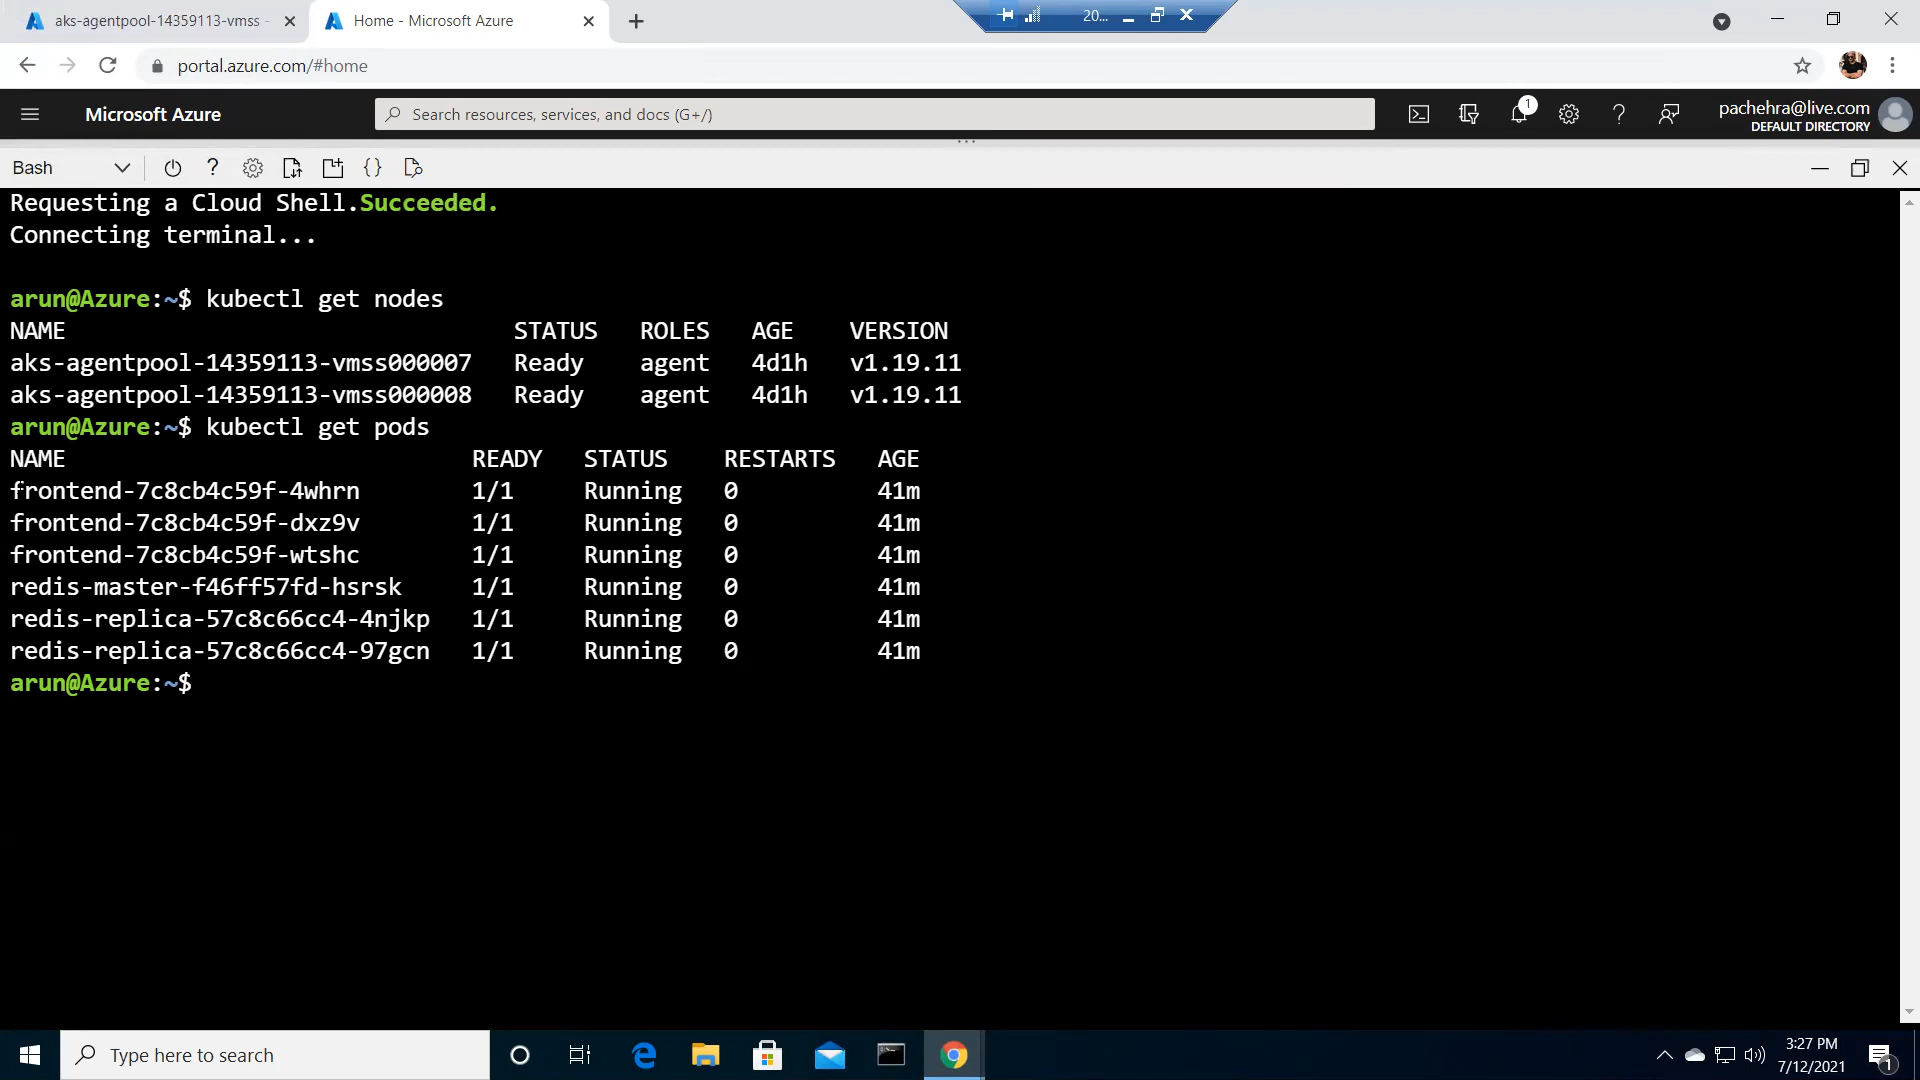 aks-agentpool-14359113-vmss -
Home - Microsoft Azure
20...
portal.azure.com/#home
Microsoft Azure
Search resources, services, and docs (G+/)
1
pachehra@live.com
DEFAULT DIRECTORY
Bash
Requesting a Cloud Shell.Succeeded.
Connecting terminal...
arun@Azure:~$ kubectl get nodes
NAME STATUS ROLES AGE VERSION
aks-agentpool-14359113-vmss000007 Ready agent 4d1h v1.19.11
aks-agentpool-14359113-vmss000008 Ready agent 4d1h v1.19.11
arun@Azure:~$ kubectl get pods
NAME READY STATUS RESTARTS AGE
frontend-7c8cb4c59f-4whrn 1/1 Running 0 41m
frontend-7c8cb4c59f-dxz9v 1/1 Running 0 41m
frontend-7c8cb4c59f-wtshc 1/1 Running 0 41m
redis-master-f46ff57fd-hsrsk 1/1 Running 0 41m
redis-replica-57c8c66cc4-4njkp 1/1 Running 0 41m
redis-replica-57c8c66cc4-97gcn 1/1 Running 0 41m
arun@Azure:~$
Type here to search
3:27 PM
7/12/2021
1